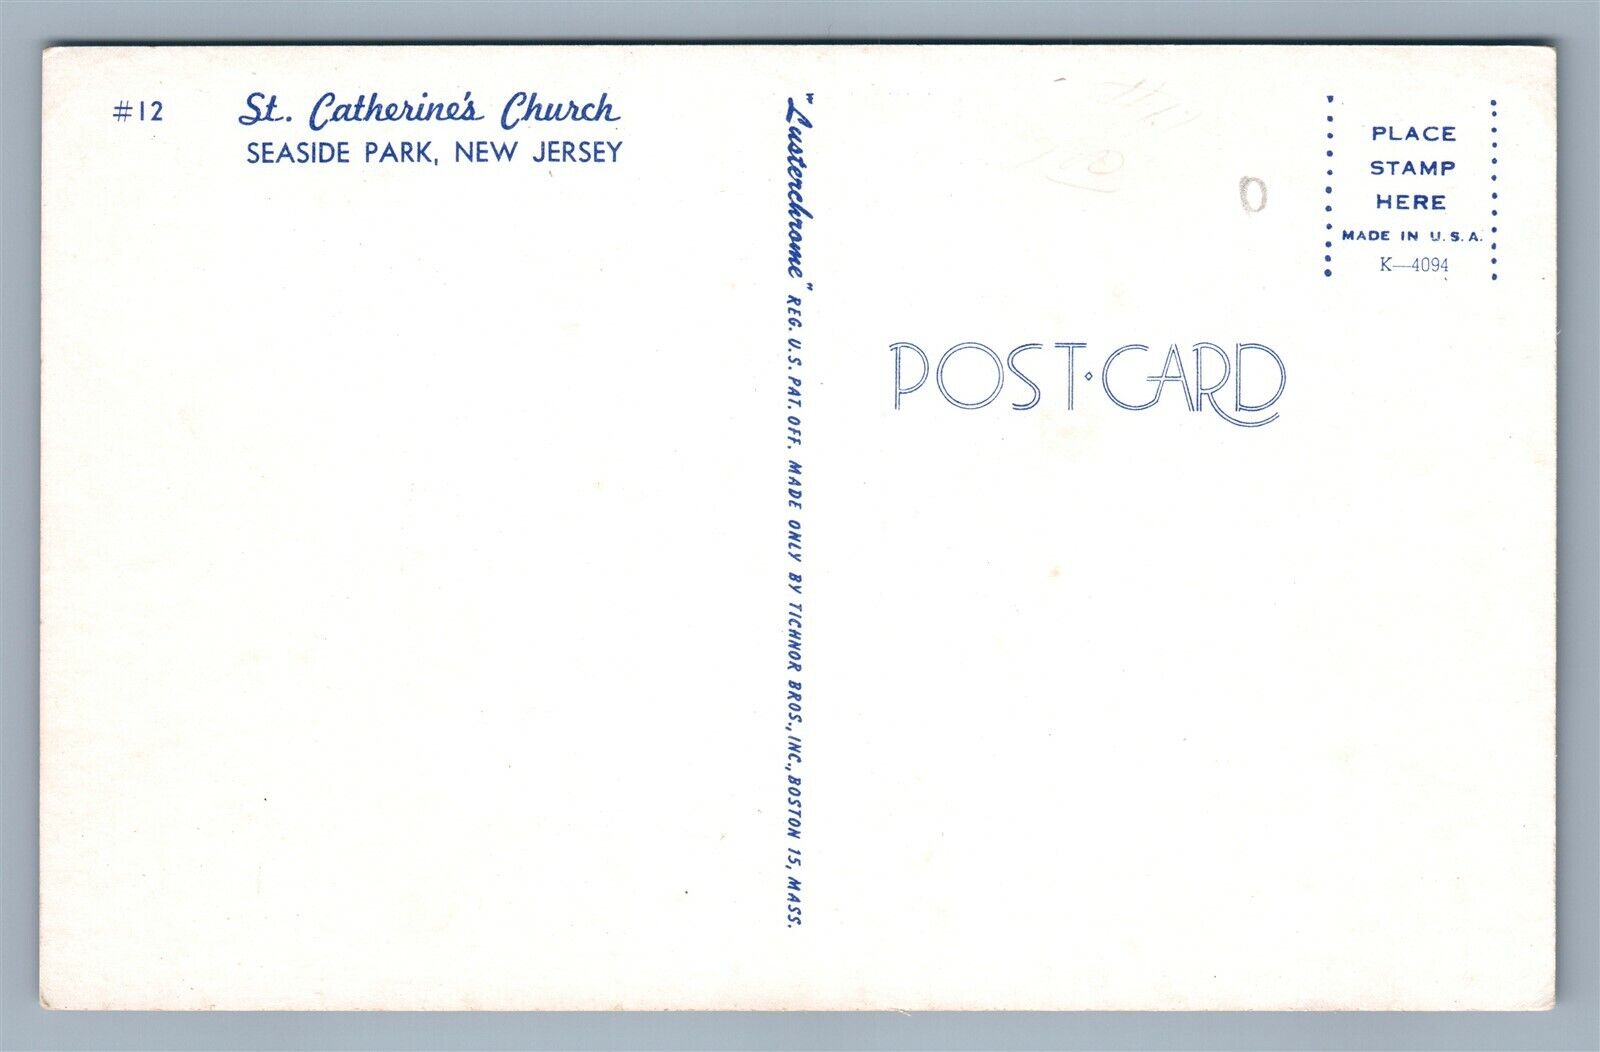 #12 St. Catherine's Church
SEASIDE PARK, NEW JERSEY
"Lusterchrome" REG. U.S. PAT. OFF. MADE ONLY BY TICHNOR BROS., INC., BOSTON 15, MASS.
PLACE
STAMP
HERE
MADE IN U.S.A.
K—4094
0
POST·CARD